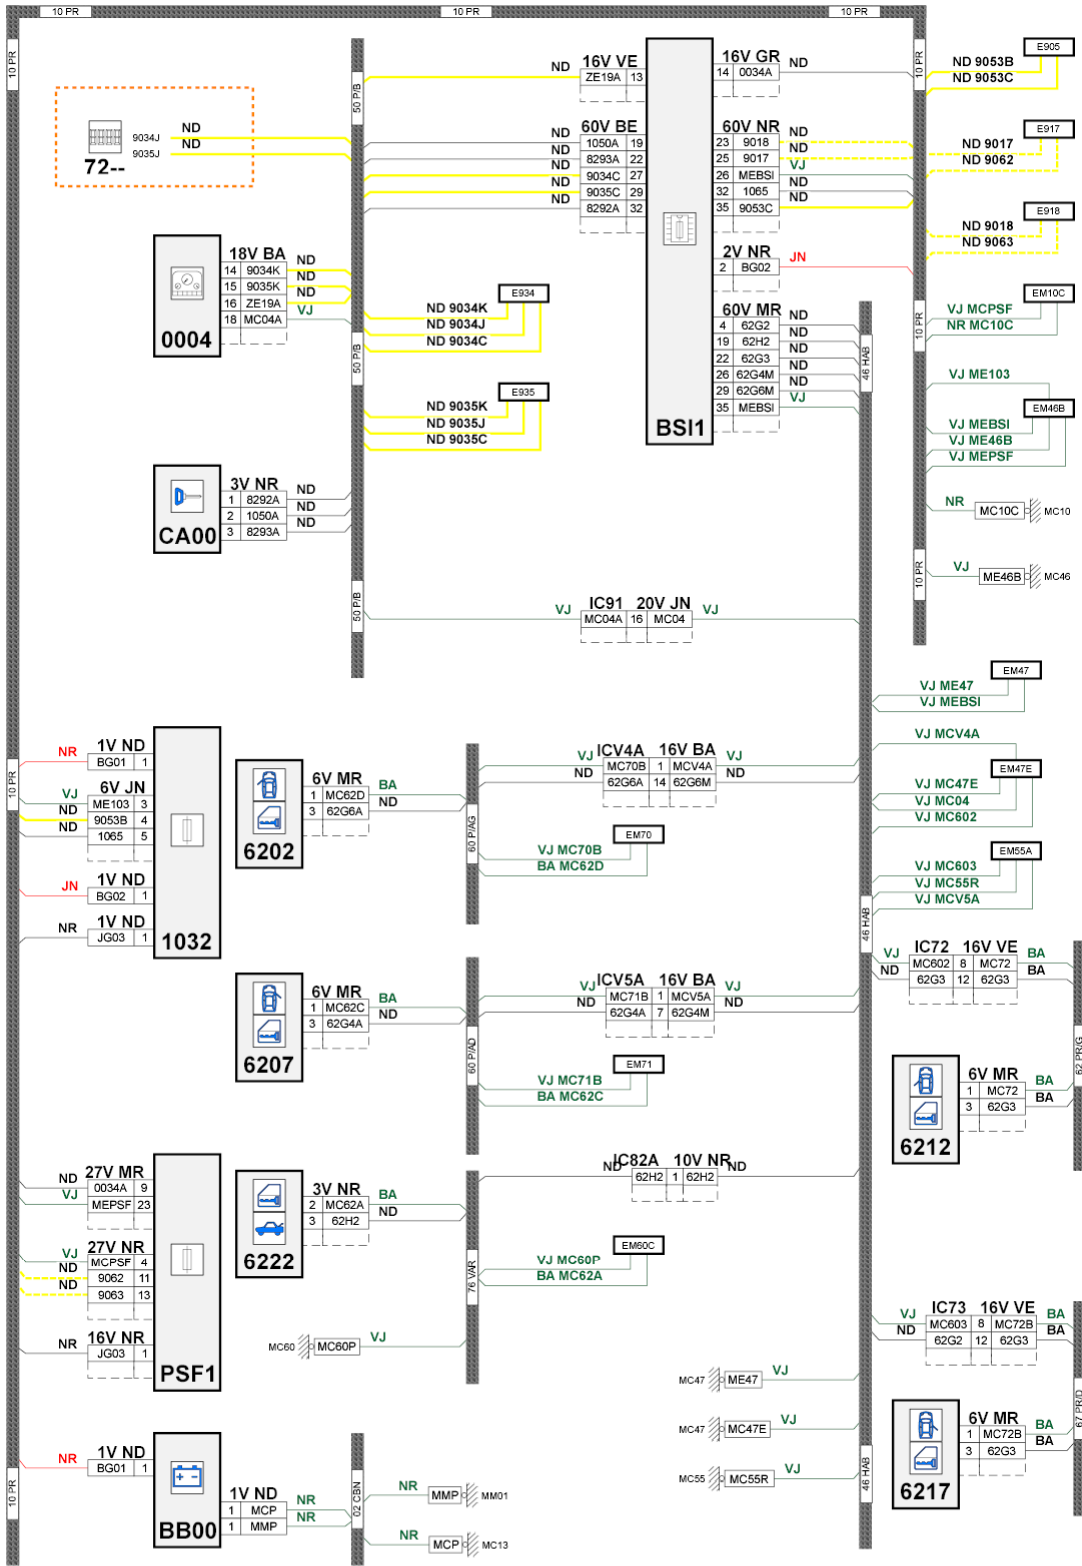 10 PR
10 PR
10 PR
10 PR
10 PR
50 P/B
E905
ND 9053B
ND 9053C
ND
16V VE
ZE19A 13
16V GR
14 0034A
ND
72--
9034J
ND
9035J
ND
60V BE
ND
1050A 19
ND
8293A 22
ND
9034C 27
ND
9035C 29
ND
8292A 32
60V NR
23 9018
ND
25 9017
ND
26 MEBSI
VJ
32 1065
ND
35 9053C
ND
E917
ND 9017
ND 9062
E918
ND 9018
ND 9063
0004
18V BA
14 9034K
ND
15 9035K
ND
16 ZE19A
ND
18 MC04A
VJ
2V NR
2 BG02
JN
E934
ND 9034K
ND 9034J
ND 9034C
50 P/B
60V MR
4 62G2
ND
19 62H2
ND
22 62G3
ND
26 62G4M
ND
29 62G6M
ND
35 MEBSI
VJ
BSI1
46 HAB
10 PR
EM10C
VJ MCPSF
NR MC10C
VJ ME103
EM46B
VJ MEBSI
VJ ME46B
VJ MEPSF
E935
ND 9035K
ND 9035J
ND 9035C
CA00
3V NR
1 8292A
ND
2 1050A
ND
3 8293A
ND
NR
MC10C
MC10
10 PR
VJ
ME46B
MC46
50 P/B
VJ
IC91 20V JN
MC04A 16 MC04
VJ
EM47
VJ ME47
VJ MEBSI
10 PR
NR
1V ND
BG01 1
6V JN
VJ
ME103 3
ND
9053B 4
ND
1065 5
JN
1V ND
BG02 1
NR
1V ND
JG03 1
1032
6202
6V MR
1 MC62D
BA
3 62G6A
ND
60 P/AG
VJ
ND
ICV4A 16V BA
MC70B 1 MCV4A
62G6A 14 62G6M
VJ
ND
EM70
VJ MC70B
BA MC62D
VJ MCV4A
EM47E
VJ MC47E
VJ MC04
VJ MC602
EM55A
VJ MC603
VJ MC55R
VJ MCV5A
46 HAB
IC72 16V VE
VJ
MC602 8 MC72
BA
ND
62G3 12 62G3
BA
62 PR/G
6207
6V MR
1 MC62C
BA
3 62G4A
ND
60 P/AD
VJ
ND
ICV5A 16V BA
MC71B 1 MCV5A
62G4A 7 62G4M
VJ
ND
EM71
VJ MC71B
BA MC62C
6212
6V MR
1 MC72
BA
3 62G3
BA
27V MR
ND
0034A 9
VJ
MEPSF 23
27V NR
VJ
MCPSF 4
ND
9062 11
ND
9063 13
16V NR
NR
JG03 1
PSF1
6222
3V NR
2 MC62A
BA
3 62H2
ND
76 VAR
ND
IC82A 10V NR
62H2 1 62H2
ND
EM60C
VJ MC60P
BA MC62A
MC60
MC60P
VJ
IC73 16V VE
VJ
MC603 8 MC72B
BA
ND
62G2 12 62G3
BA
67 PR/D
MC47
ME47
VJ
MC47
MC47E
VJ
MC55
MC55R
VJ
46 HAB
6217
6V MR
1 MC72B
BA
3 62G3
BA
10 PR
NR
1V ND
BG01 1
BB00
1V ND
1 MCP
NR
1 MMP
NR
02 CBN
NR
MMP
MM01
NR
MCP
MC13